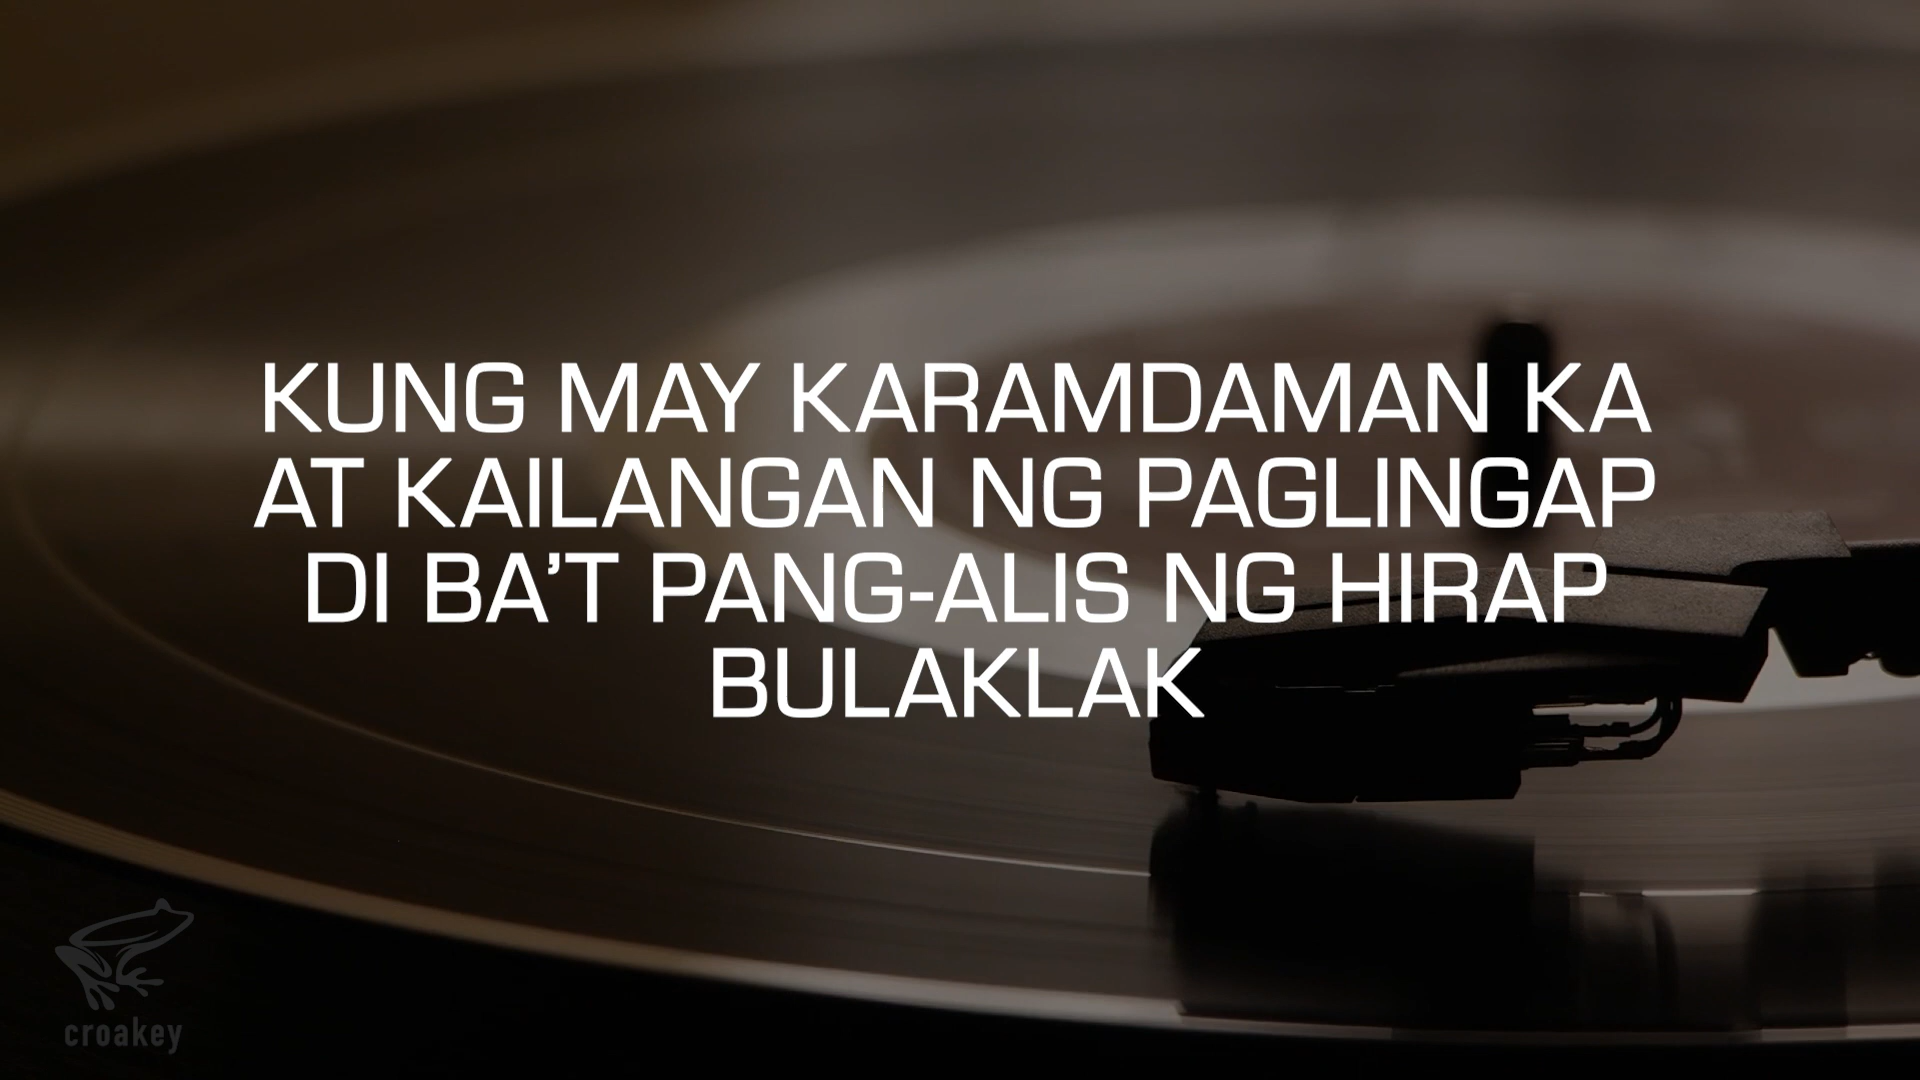 KUNG MAY KARAMDAMAN KA
AT KAILANGAN NG PAGLINGAP
DI BA’T PANG-ALIS NG HIRAP
BULAKLAK
croakey